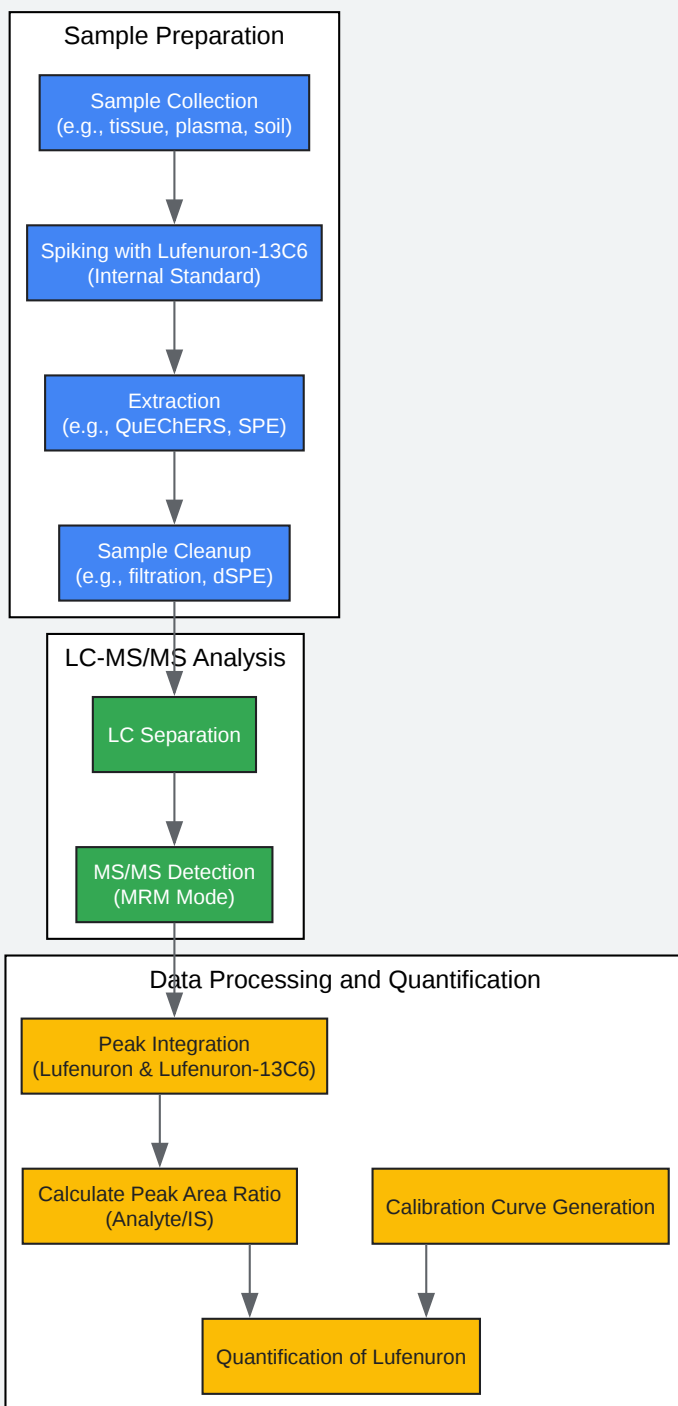 Sample Preparation
Sample Collection
(e.g., tissue, plasma, soil)
Spiking with Lufenuron-13C6
(Internal Standard)
Extraction
(e.g., QuEChERS, SPE)
Sample Cleanup
(e.g., filtration, dSPE)
LC-MS/MS Analysis
LC Separation
MS/MS Detection
(MRM Mode)
Data Processing and Quantification
Peak Integration
(Lufenuron & Lufenuron-13C6)
Calculate Peak Area Ratio
(Analyte/IS)
Calibration Curve Generation
Quantification of Lufenuron